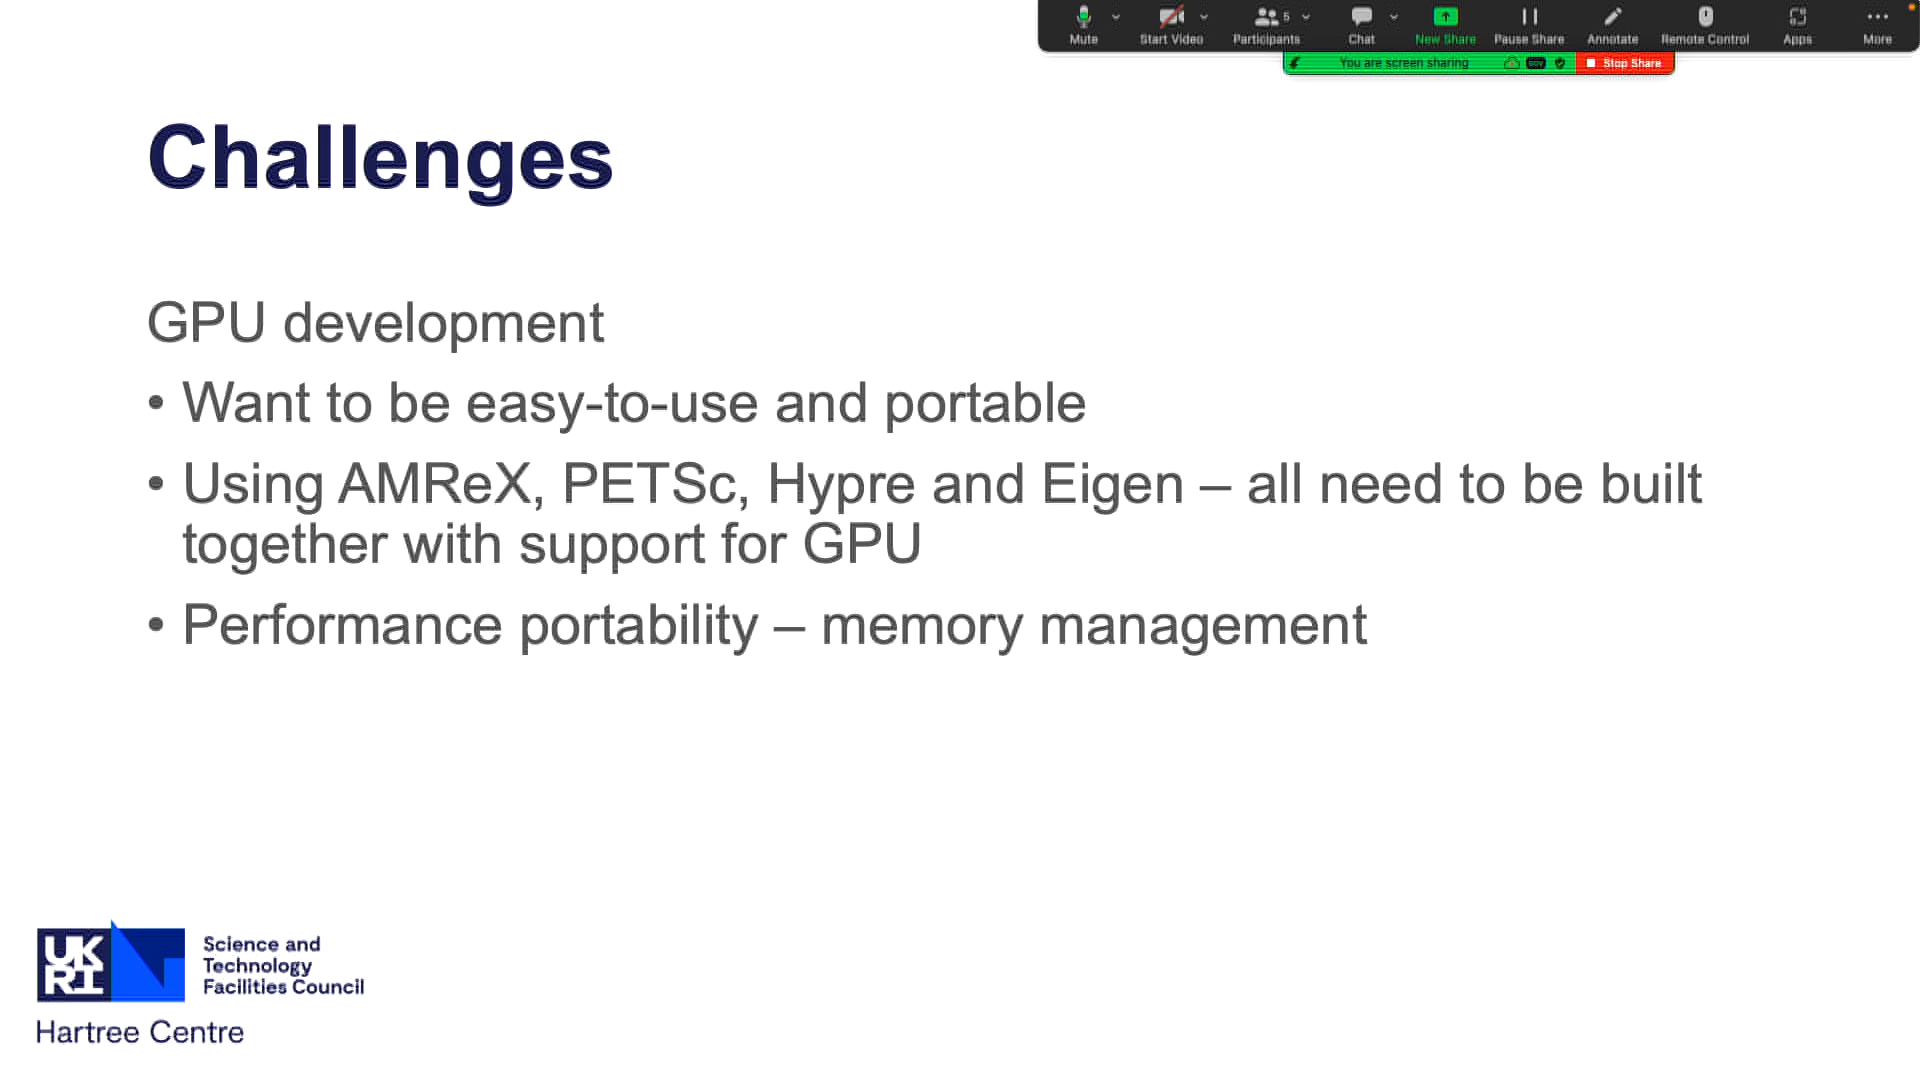 Mute
Start Video
Participants
5
Chat
New Share
Pause Share
Annotate
Remote Control
Apps
More
You are screen sharing
Stop Share
Challenges
GPU development
• Want to be easy-to-use and portable
• Using AMReX, PETSc, Hypre and Eigen – all need to be built
together with support for GPU
• Performance portability – memory management
UK
RI
Science and
Technology
Facilities Council
Hartree Centre